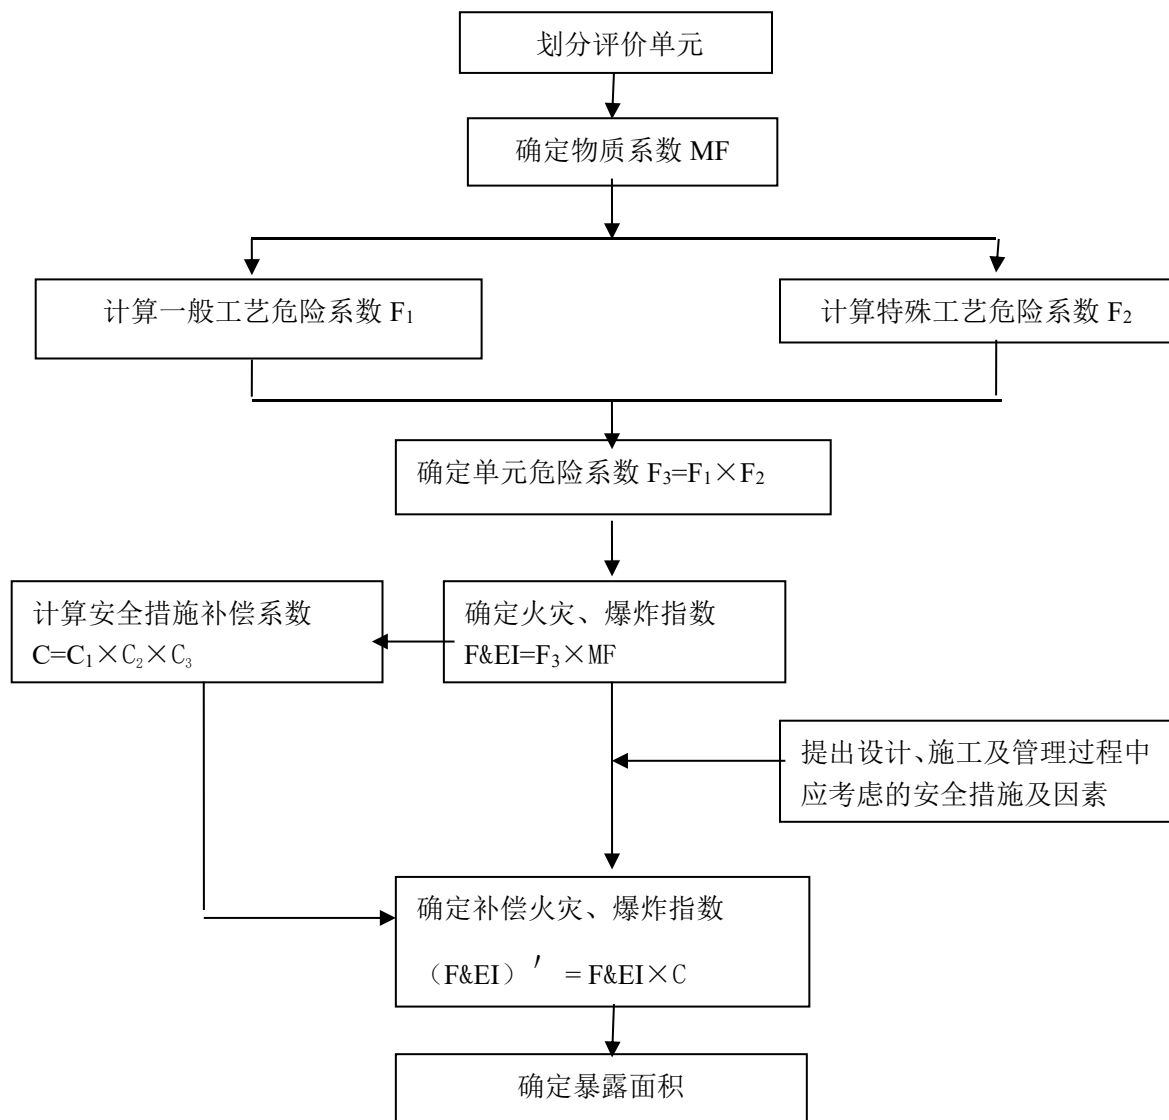 划分评价单元
确定物质系数 MF
计算一般工艺危险系数 F₁
计算特殊工艺危险系数 F₂
确定单元危险系数 F₃=F₁×F₂
计算安全措施补偿系数
C=C₁×C₂×C₃
确定火灾、爆炸指数
F&EI=F₃×MF
提出设计、施工及管理过程中
应考虑的安全措施及因素
确定补偿火灾、爆炸指数
（F&EI）′ = F&EI×C
确定暴露面积